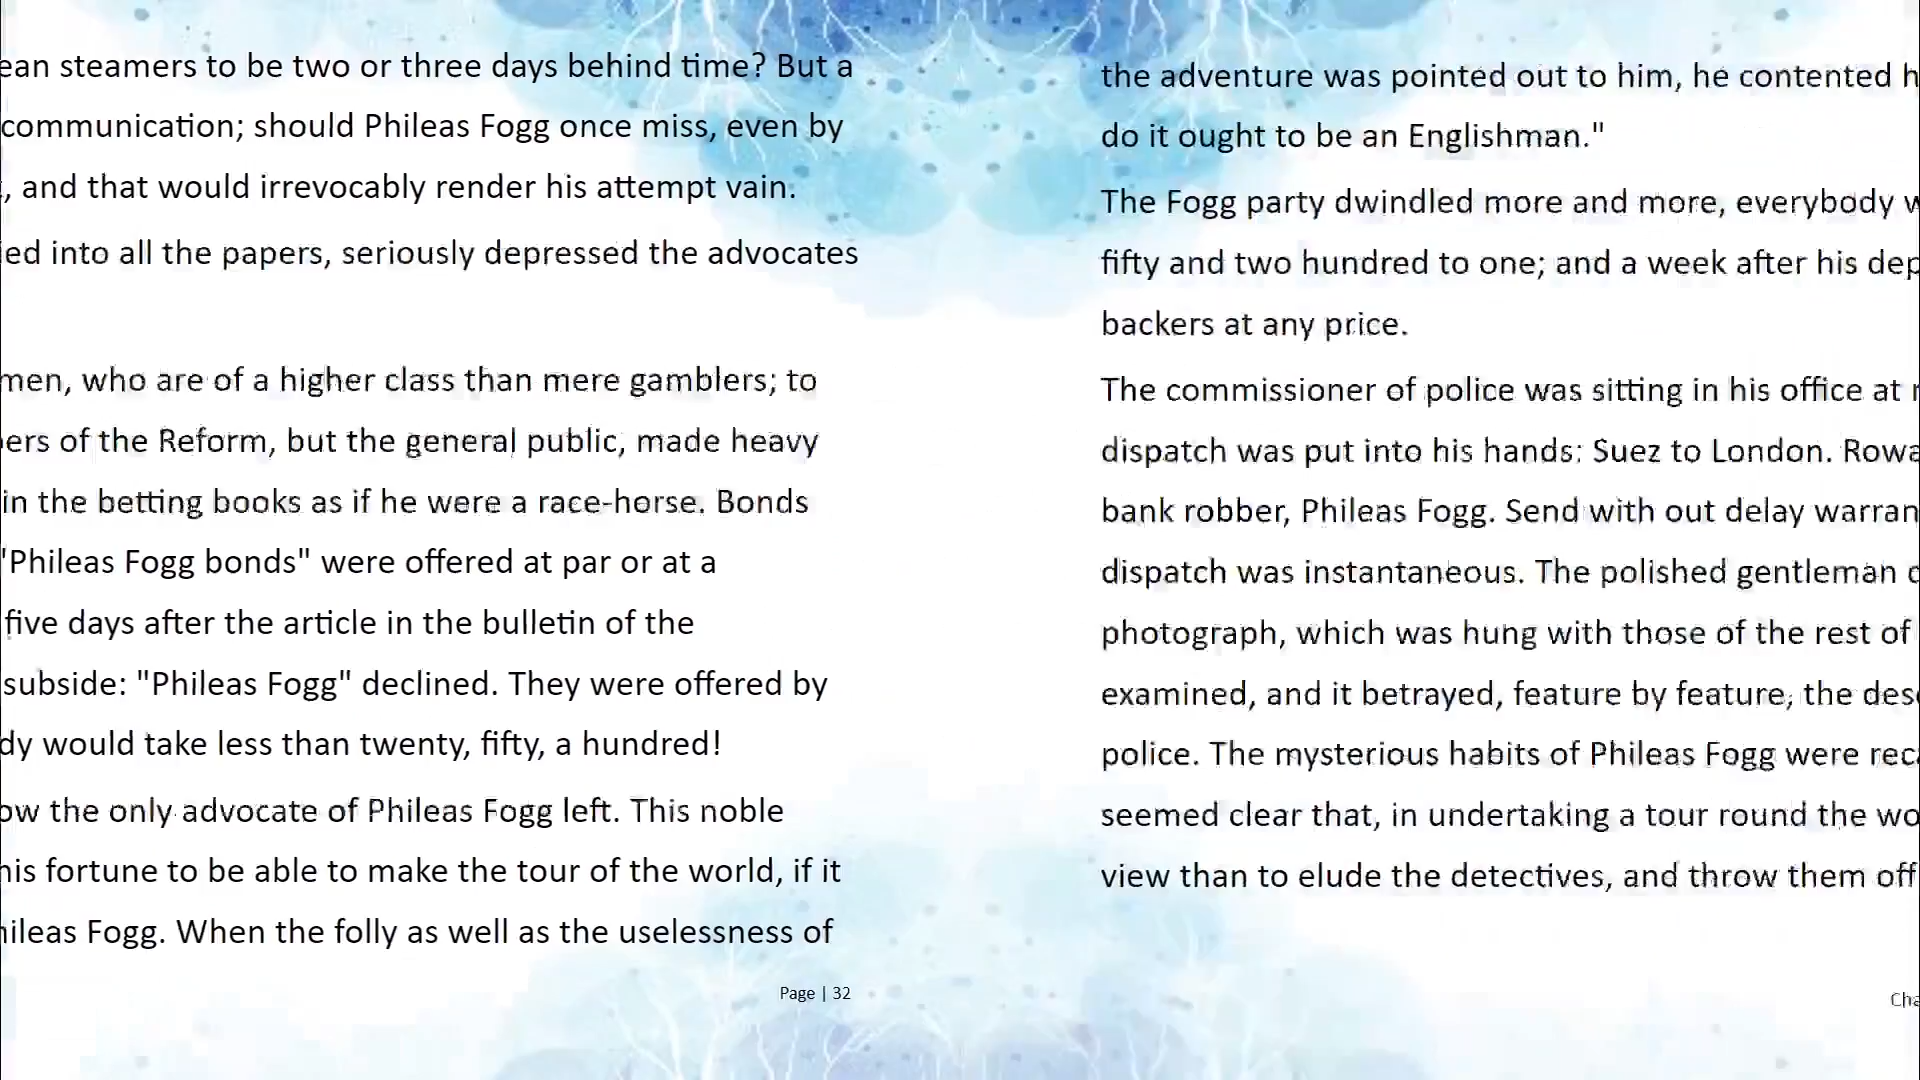 steamers to be two or three days behind time? But a
communication; should Phileas Fogg once miss, even by
, and that would irrevocably render his attempt vain.
into all the papers, seriously depressed the advocates
men, who are of a higher class than mere gamblers; to
of the Reform, but the general public, made heavy
in the betting books as if he were a race-horse. Bonds
"Phileas Fogg bonds" were offered at par or at a
five days after the article in the bulletin of the
subside: "Phileas Fogg" declined. They were offered by
would take less than twenty, fifty, a hundred!
the only advocate of Phileas Fogg left. This noble
his fortune to be able to make the tour of the world, if it
Fogg. When the folly as well as the uselessness of
Page | 32
the adventure was pointed out to him, he contented
do it ought to be an Englishman."
The Fogg party dwindled more and more, everybody
fifty and two hundred to one; and a week after his
backers at any price.
The commissioner of police was sitting in his office at
dispatch was put into his hands: Suez to London.
bank robber, Phileas Fogg. Send with out delay
dispatch was instantaneous. The polished gentleman
photograph, which was hung with those of the rest of
examined, and it betrayed, feature by feature, the
police. The mysterious habits of Phileas Fogg were
seemed clear that, in undertaking a tour round the
view than to elude the detectives, and throw them off